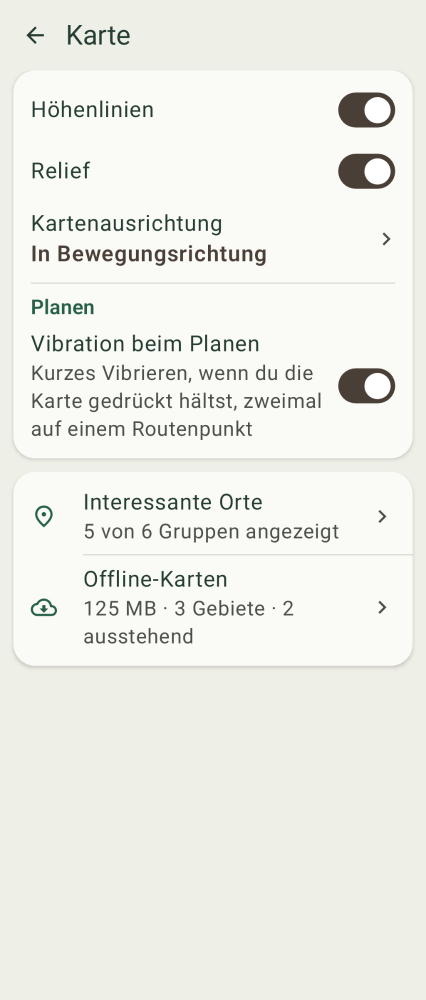 Karte
Höhenlinien
Relief
Kartenausrichtung
In Bewegungsrichtung
Planen
Vibration beim Planen
Kurzes Vibrieren, wenn du die
Karte gedrückt hältst, zweimal
auf einem Routenpunkt
Interessante Orte
5 von 6 Gruppen angezeigt
Offline-Karten
125 MB · 3 Gebiete · 2
ausstehend